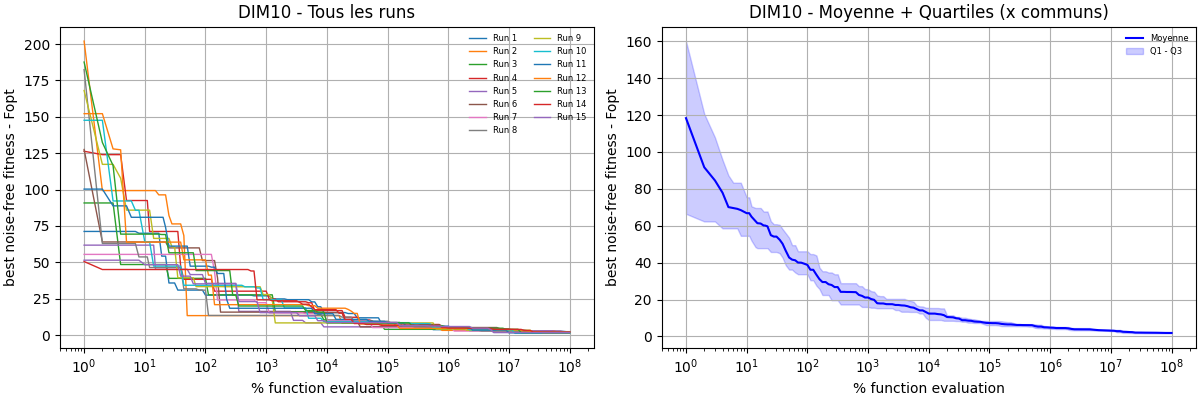 DIM10 - Tous les runs
best noise-free fitness - Fopt
200
175
150
125
100
75
50
25
0
Run 1
Run 2
Run 3
Run 4
Run 5
Run 6
Run 7
Run 8
Run 9
Run 10
Run 11
Run 12
Run 13
Run 14
Run 15
10⁰ 10¹ 10² 10³ 10⁴ 10⁵ 10⁶ 10⁷ 10⁸
% function evaluation
DIM10 - Moyenne + Quartiles (x communs)
best noise-free fitness - Fopt
160
140
120
100
80
60
40
20
0
Moyenne
Q1 - Q3
10⁰ 10¹ 10² 10³ 10⁴ 10⁵ 10⁶ 10⁷ 10⁸
% function evaluation